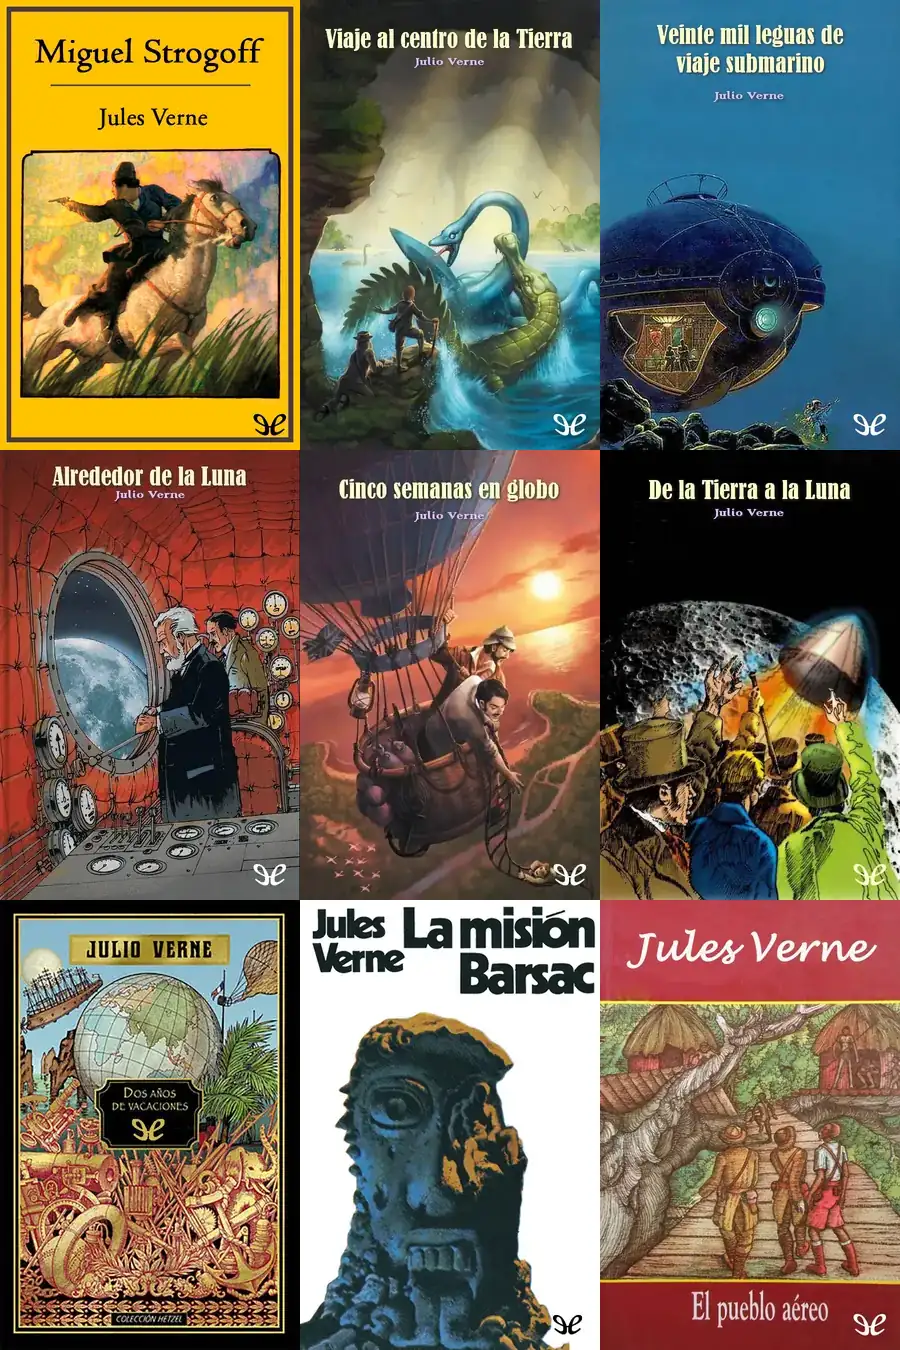 Miguel Strogoff
Jules Verne
Viaje al centro de la Tierra
Julio Verne
Veinte mil leguas de
viaje submarino
Julio Verne
Alrededor de la Luna
Julio Verne
Cinco semanas en globo
Julio Verne
De la Tierra a la Luna
Julio Verne
JULIO VERNE
DOS AÑOS
DE VACACIONES
COLECCIÓN HETZEL
Jules
Verne
La misión
Barsac
Jules Verne
El pueblo aéreo